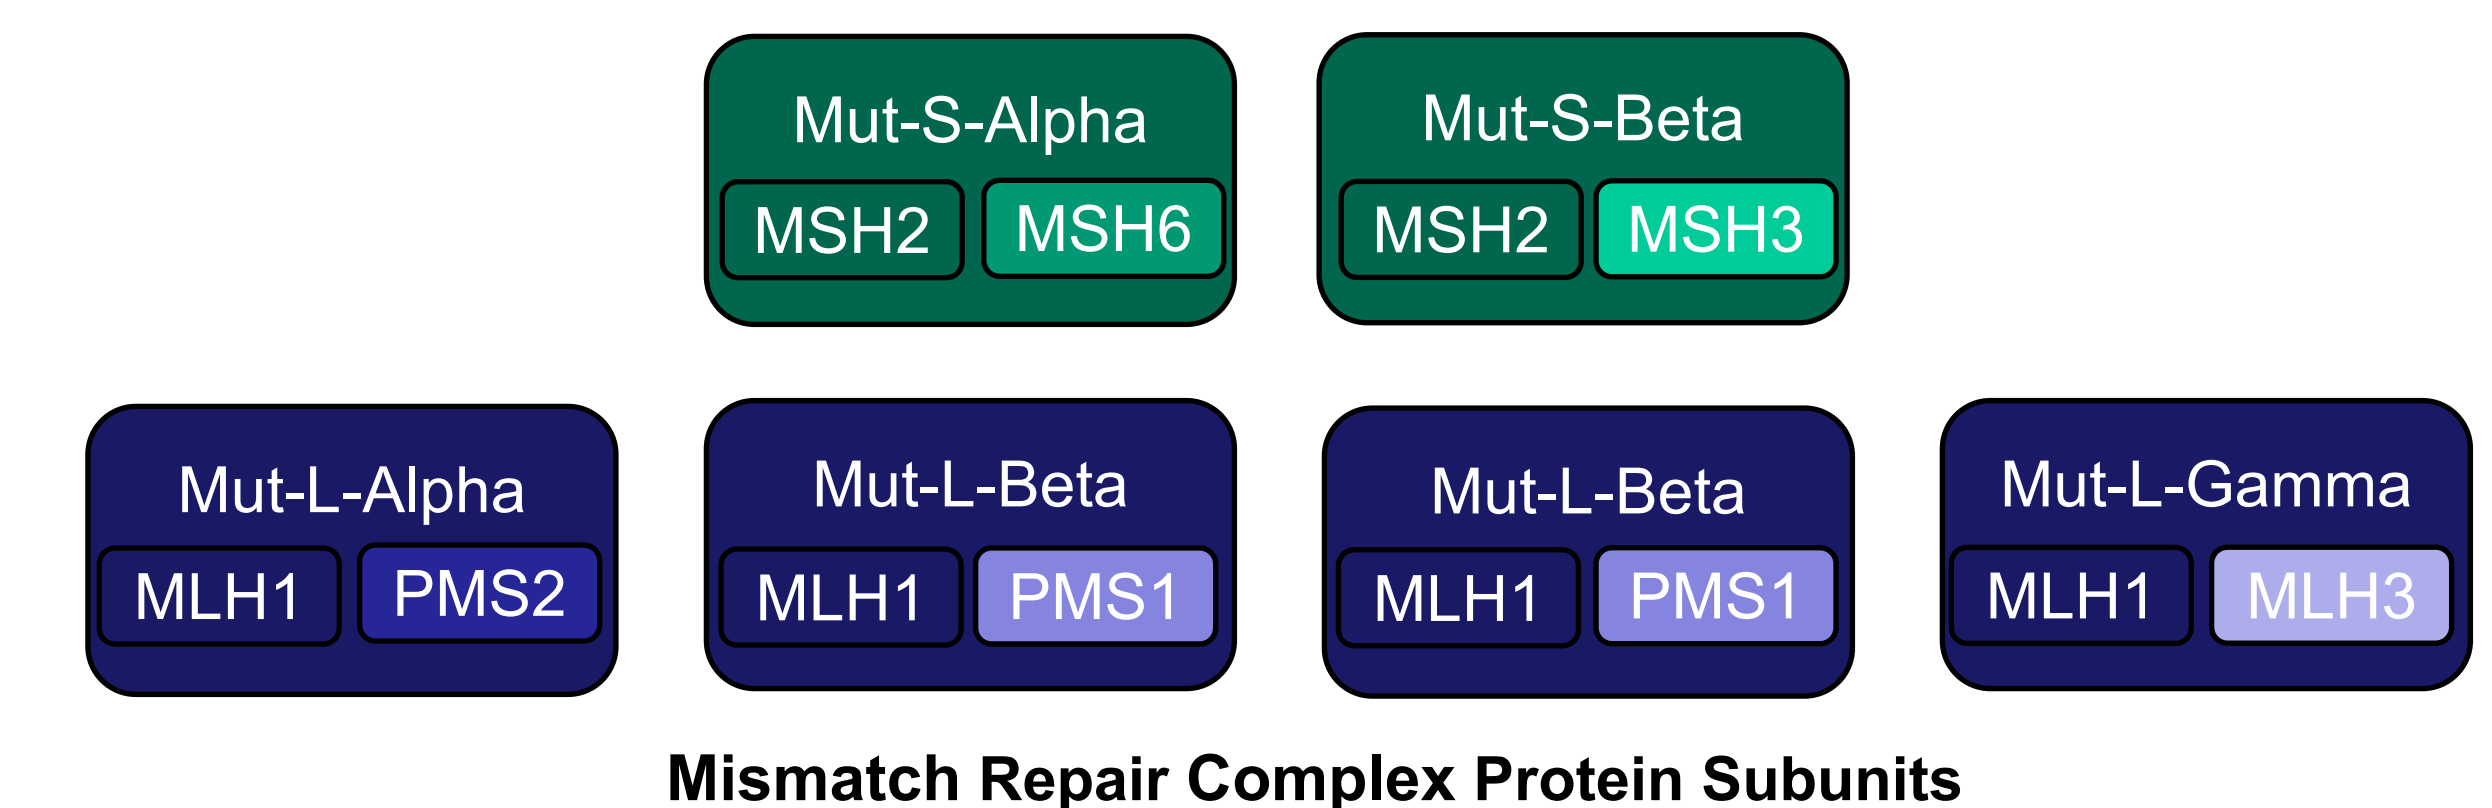 Mut-S-Alpha
MSH2 MSH6
Mut-S-Beta
MSH2 MSH3
Mut-L-Alpha
MLH1 PMS2
Mut-L-Beta
MLH1 PMS1
Mut-L-Beta
MLH1 PMS1
Mut-L-Gamma
MLH1 MLH3
Mismatch Repair Complex Protein Subunits